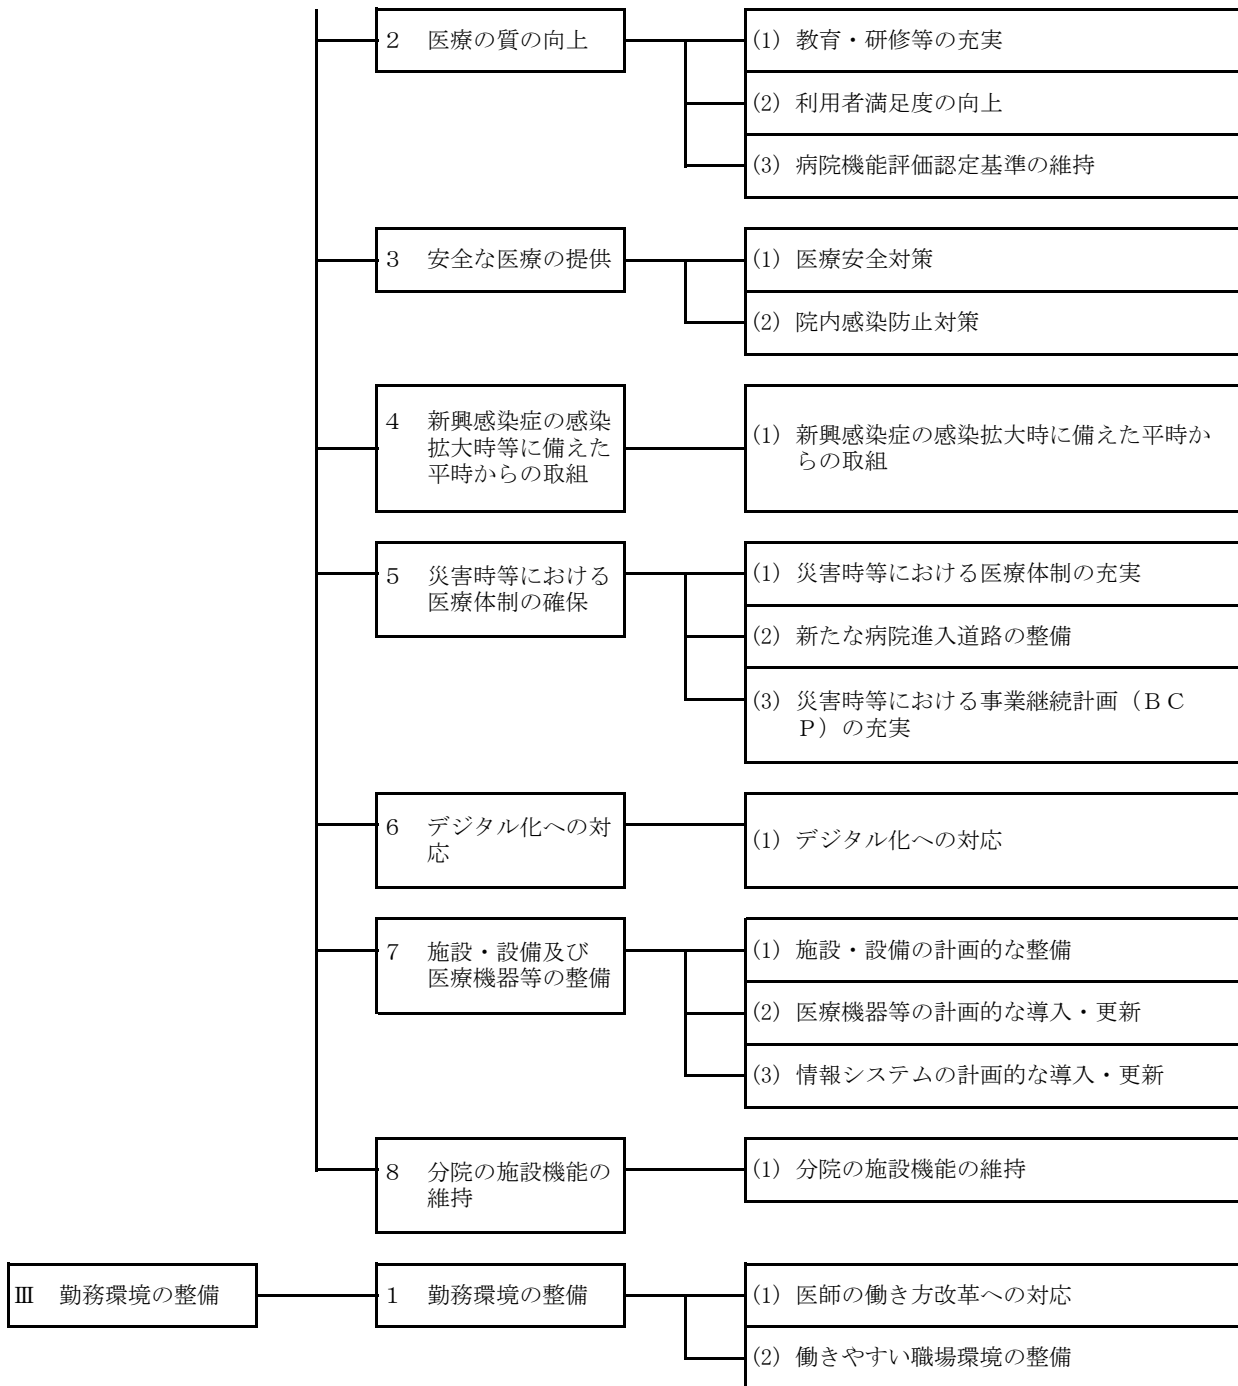 ２　医療の質の向上
(1) 教育・研修等の充実
(2) 利用者満足度の向上
(3) 病院機能評価認定基準の維持
３　安全な医療の提供
(1) 医療安全対策
(2) 院内感染防止対策
４　新興感染症の感染
拡大時等に備えた
平時からの取組
(1) 新興感染症の感染拡大時に備えた平時か
らの取組
５　災害時等における
医療体制の確保
(1) 災害時等における医療体制の充実
(2) 新たな病院進入道路の整備
(3) 災害時等における事業継続計画（ＢＣ
Ｐ）の充実
６　デジタル化への対
応
(1) デジタル化への対応
７　施設・設備及び
医療機器等の整備
(1) 施設・設備の計画的な整備
(2) 医療機器等の計画的な導入・更新
(3) 情報システムの計画的な導入・更新
８　分院の施設機能の
維持
(1) 分院の施設機能の維持
Ⅲ　勤務環境の整備
１　勤務環境の整備
(1) 医師の働き方改革への対応
(2) 働きやすい職場環境の整備